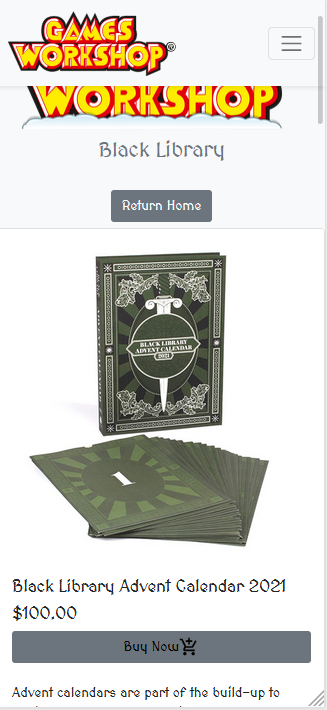 GAMES
WORKSHOP®
WORKSHOP
Black Library
Return Home
BLACK LIBRARY
ADVENT CALENDAR
2021
1
Black Library Advent Calendar 2021
$100.00
Buy Now
Advent calendars are part of the build-up to